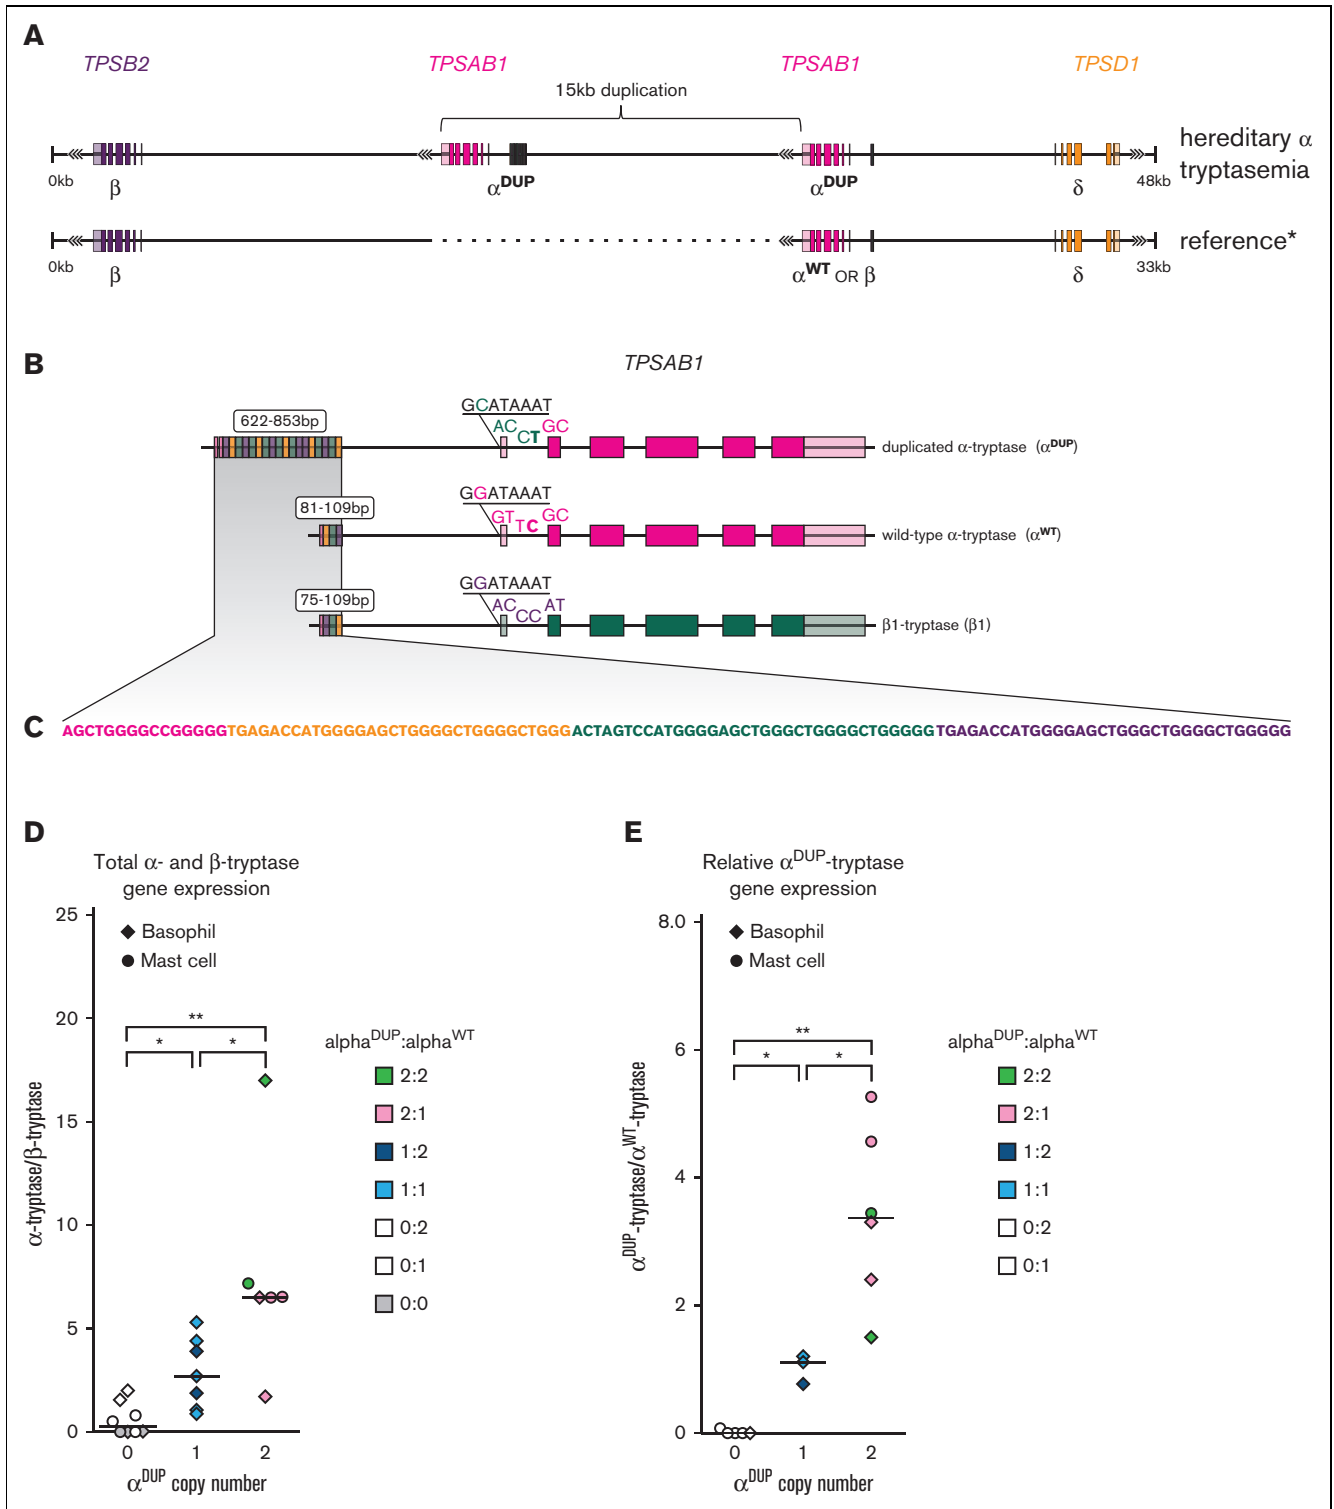 A
TPSB2 TPSAB1 TPSAB1 TPSD1
15kb duplication
hereditary α
tryptasemia
0kb β α^DUP α^DUP δ 48kb
reference*
0kb β α^WT OR β δ 33kb
B
TPSAB1
622-853bp
GCATAAAT
AC CT GC
duplicated α-tryptase (α^DUP)
81-109bp
GGATAAAT
GT TC GC
wild-type α-tryptase (α^WT)
75-109bp
GGATAAAT
AC CC AT
β1-tryptase (β1)
C AGCTGGGGCCGGGGGTGAGACCATGGGGAGCTGGGGCTGGGGCTGGGACTAGTCCATGGGGAGCTGGGCTGGGGCTGGGGGTGAGACCATGGGGAGCTGGGCTGGGGCTGGGGG
D
Total α- and β-tryptase
gene expression
25
20
15
10
5
0
α-tryptase/β-tryptase
Basophil
Mast cell
**
* *
0 1 2
α^DUP copy number
alpha^DUP:alpha^WT
2:2
2:1
1:2
1:1
0:2
0:1
0:0
E
Relative α^DUP-tryptase
gene expression
8.0
6
4
2
0
α^DUP-tryptase/α^WT-tryptase
Basophil
Mast cell
**
* *
0 1 2
α^DUP copy number
alpha^DUP:alpha^WT
2:2
2:1
1:2
1:1
0:2
0:1